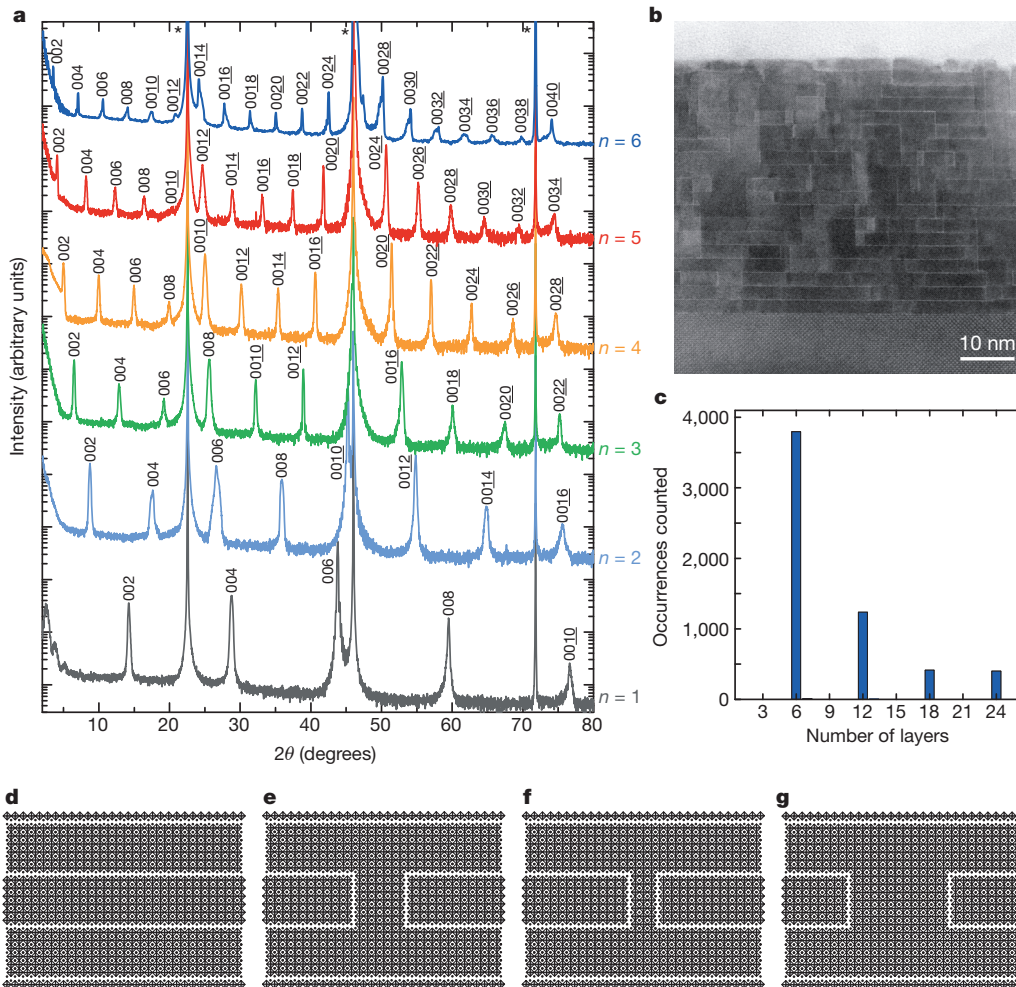 a
* * *
002 004 006 008 0010 0012 0014 0016 0018 0020 0022 0024 0028 0030 0032 0034 0036 0038 0040
n = 6
002 004 006 008 0010 0012 0014 0016 0018 0020 0024 0026 0028 0030 0032 0034
n = 5
002 004 006 008 0010 0012 0014 0016 0020 0022 0024 0026 0028
n = 4
002 004 006 008 0010 0012 0016 0018 0020 0022
n = 3
002 004 006 008 0010 0012 0014 0016
n = 2
002 004 006 008 0010
n = 1
Intensity (arbitrary units)
10 20 30 40 50 60 70 80
2θ (degrees)
b
10 nm
c
4,000
3,000
2,000
1,000
0
Occurrences counted
3 6 9 12 15 18 21 24
Number of layers
d e f g